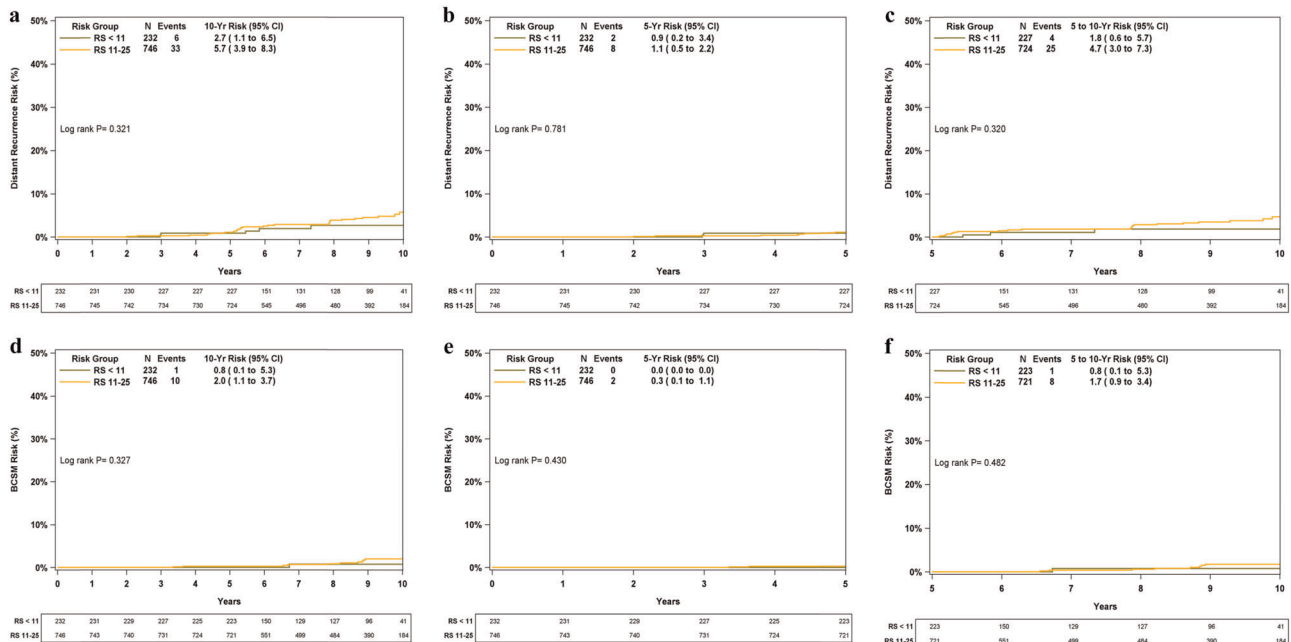 a
Risk Group N Events 10-Yr Risk (95% CI)
RS < 11 232 6 2.7 ( 1.1 to 6.5)
RS 11-25 746 33 5.7 ( 3.9 to 8.3)
Log rank P= 0.321
Distant Recurrence Risk (%)
50%
40%
30%
20%
10%
0%
0 1 2 3 4 5 6 7 8 9 10
Years
RS < 11 232 231 230 227 227 227 151 131 128 99 41
RS 11-25 746 745 742 734 730 724 545 496 480 392 184
b
Risk Group N Events 5-Yr Risk (95% CI)
RS < 11 232 2 0.9 ( 0.2 to 3.4)
RS 11-25 746 8 1.1 ( 0.5 to 2.2)
Log rank P= 0.781
Distant Recurrence Risk (%)
50%
40%
30%
20%
10%
0%
0 1 2 3 4 5
Years
RS < 11 232 231 230 227 227 227
RS 11-25 746 745 742 734 730 724
c
Risk Group N Events 5 to 10-Yr Risk (95% CI)
RS < 11 227 4 1.8 ( 0.6 to 5.7)
RS 11-25 724 25 4.7 ( 3.0 to 7.3)
Log rank P= 0.320
Distant Recurrence Risk (%)
50%
40%
30%
20%
10%
0%
5 6 7 8 9 10
Years
RS < 11 227 151 131 128 99 41
RS 11-25 724 545 496 480 392 184
d
Risk Group N Events 10-Yr Risk (95% CI)
RS < 11 232 1 0.8 ( 0.1 to 5.3)
RS 11-25 746 10 2.0 ( 1.1 to 3.7)
Log rank P= 0.327
BCSM Risk (%)
50%
40%
30%
20%
10%
0%
0 1 2 3 4 5 6 7 8 9 10
Years
RS < 11 232 231 229 227 225 223 150 129 127 96 41
RS 11-25 746 743 740 731 724 721 551 499 484 390 184
e
Risk Group N Events 5-Yr Risk (95% CI)
RS < 11 232 0 0.0 ( 0.0 to 0.0)
RS 11-25 746 2 0.3 ( 0.1 to 1.1)
Log rank P= 0.430
BCSM Risk (%)
50%
40%
30%
20%
10%
0%
0 1 2 3 4 5
Years
RS < 11 232 231 229 227 225 223
RS 11-25 746 743 740 731 724 721
f
Risk Group N Events 5 to 10-Yr Risk (95% CI)
RS < 11 223 1 0.8 ( 0.1 to 5.3)
RS 11-25 721 8 1.7 ( 0.9 to 3.4)
Log rank P= 0.482
BCSM Risk (%)
50%
40%
30%
20%
10%
0%
5 6 7 8 9 10
Years
RS < 11 223 150 129 127 96 41
RS 11-25 721 551 499 484 390 184